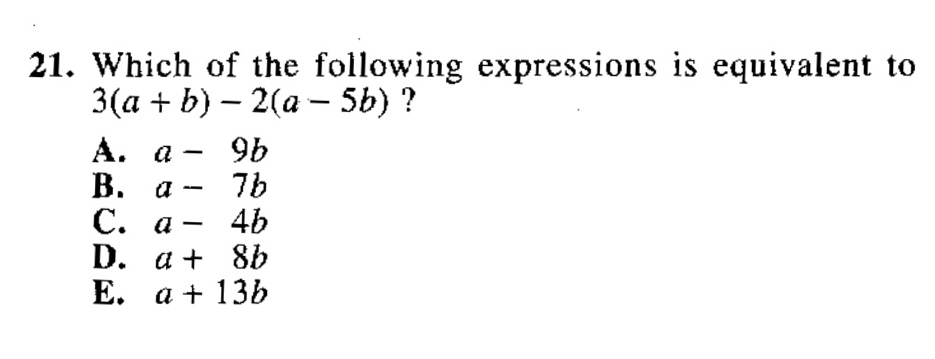 21. Which of the following expressions is equivalent to
3(a + b) – 2(a – 5b) ?
A. a – 9b
B. a – 7b
C. a – 4b
D. a + 8b
E. a + 13b